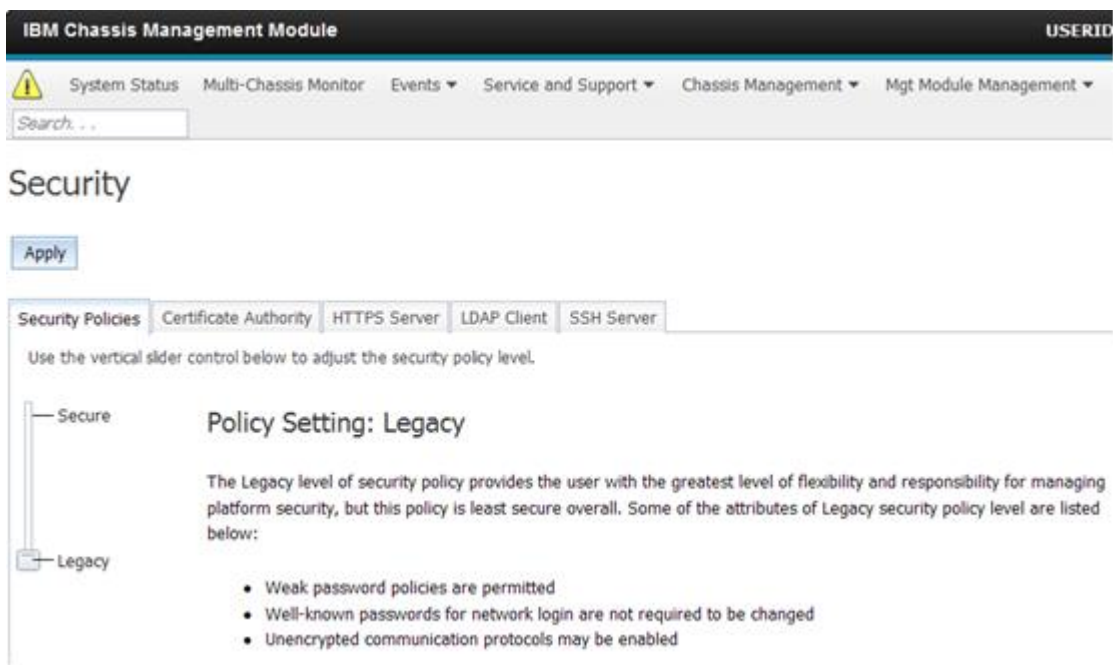 IBM Chassis Management Module USERID
System Status Multi-Chassis Monitor Events Service and Support Chassis Management Mgt Module Management
Search. . .
Security
Apply
Security Policies Certificate Authority HTTPS Server LDAP Client SSH Server
Use the vertical slider control below to adjust the security policy level.
Secure
Legacy
Policy Setting: Legacy
The Legacy level of security policy provides the user with the greatest level of flexibility and responsibility for managing
platform security, but this policy is least secure overall. Some of the attributes of Legacy security policy level are listed
below:
• Weak password policies are permitted
• Well-known passwords for network login are not required to be changed
• Unencrypted communication protocols may be enabled